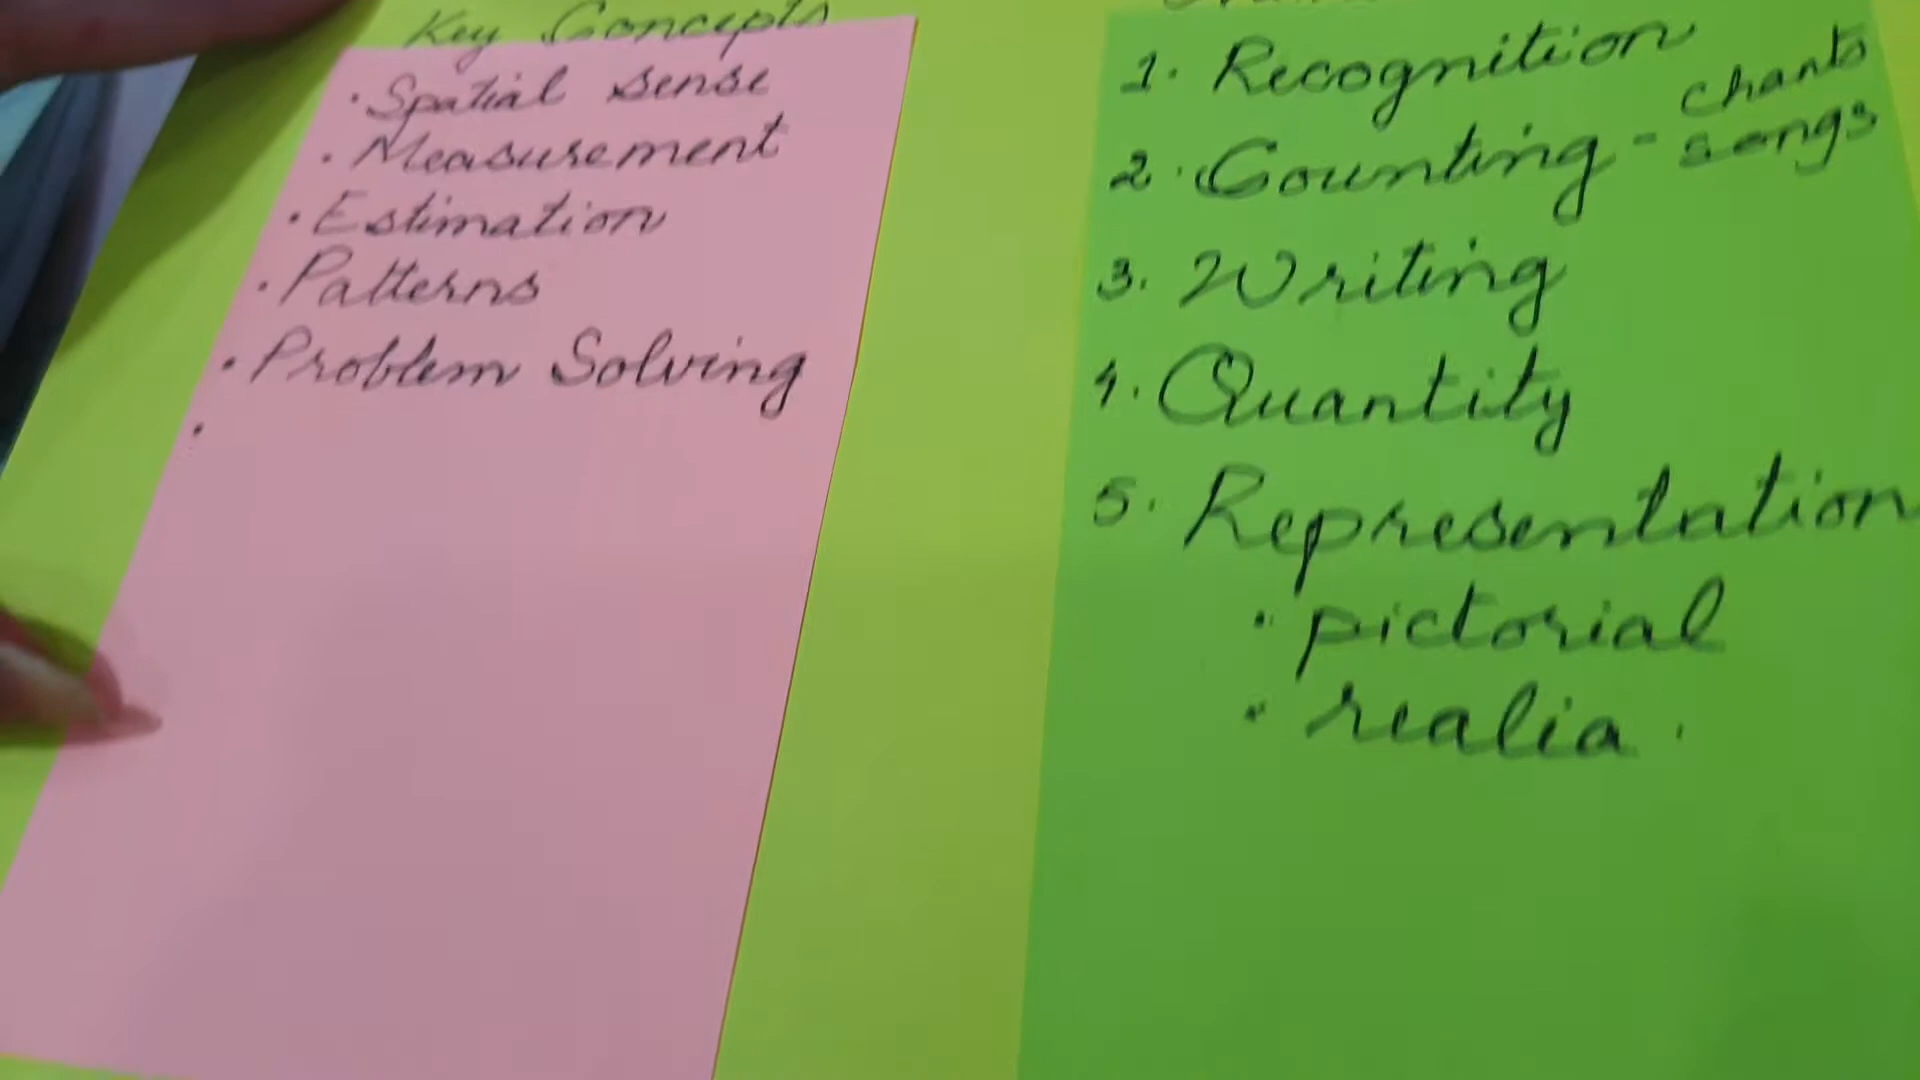 Key Concepts
· Spatial sense
· Measurement
· Estimation
· Patterns
· Problem Solving
·
1. Recognition
2. Counting - chants
songs
3. Writing
4. Quantity
5. Representation
· pictorial
· realia.